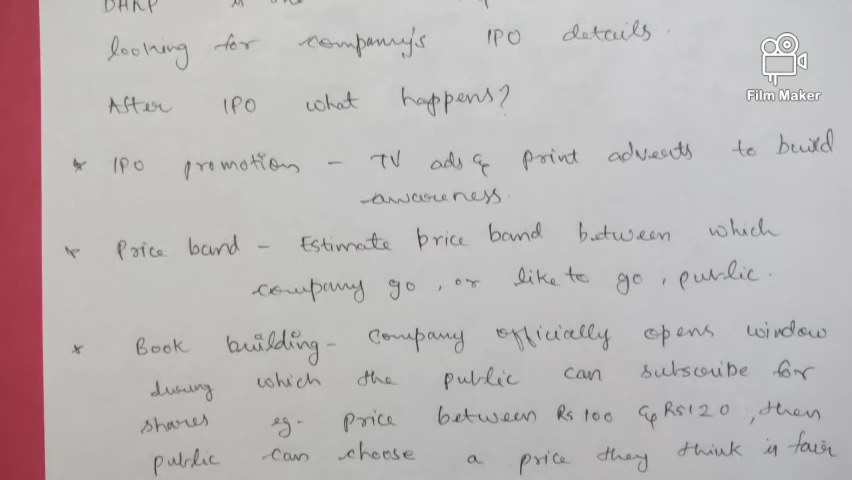 DHRP is one
looking for company's IPO details.
After IPO what happens?
* IPO promotion - TV ads & print adverts to build
awareness.
* Price band - Estimate price band between which
company go, or like to go, public.
* Book building - Company officially opens window
during which the public can subscribe for
shares eg- price between Rs 100 & Rs 120, then
public can choose a price they think is fair
Film Maker